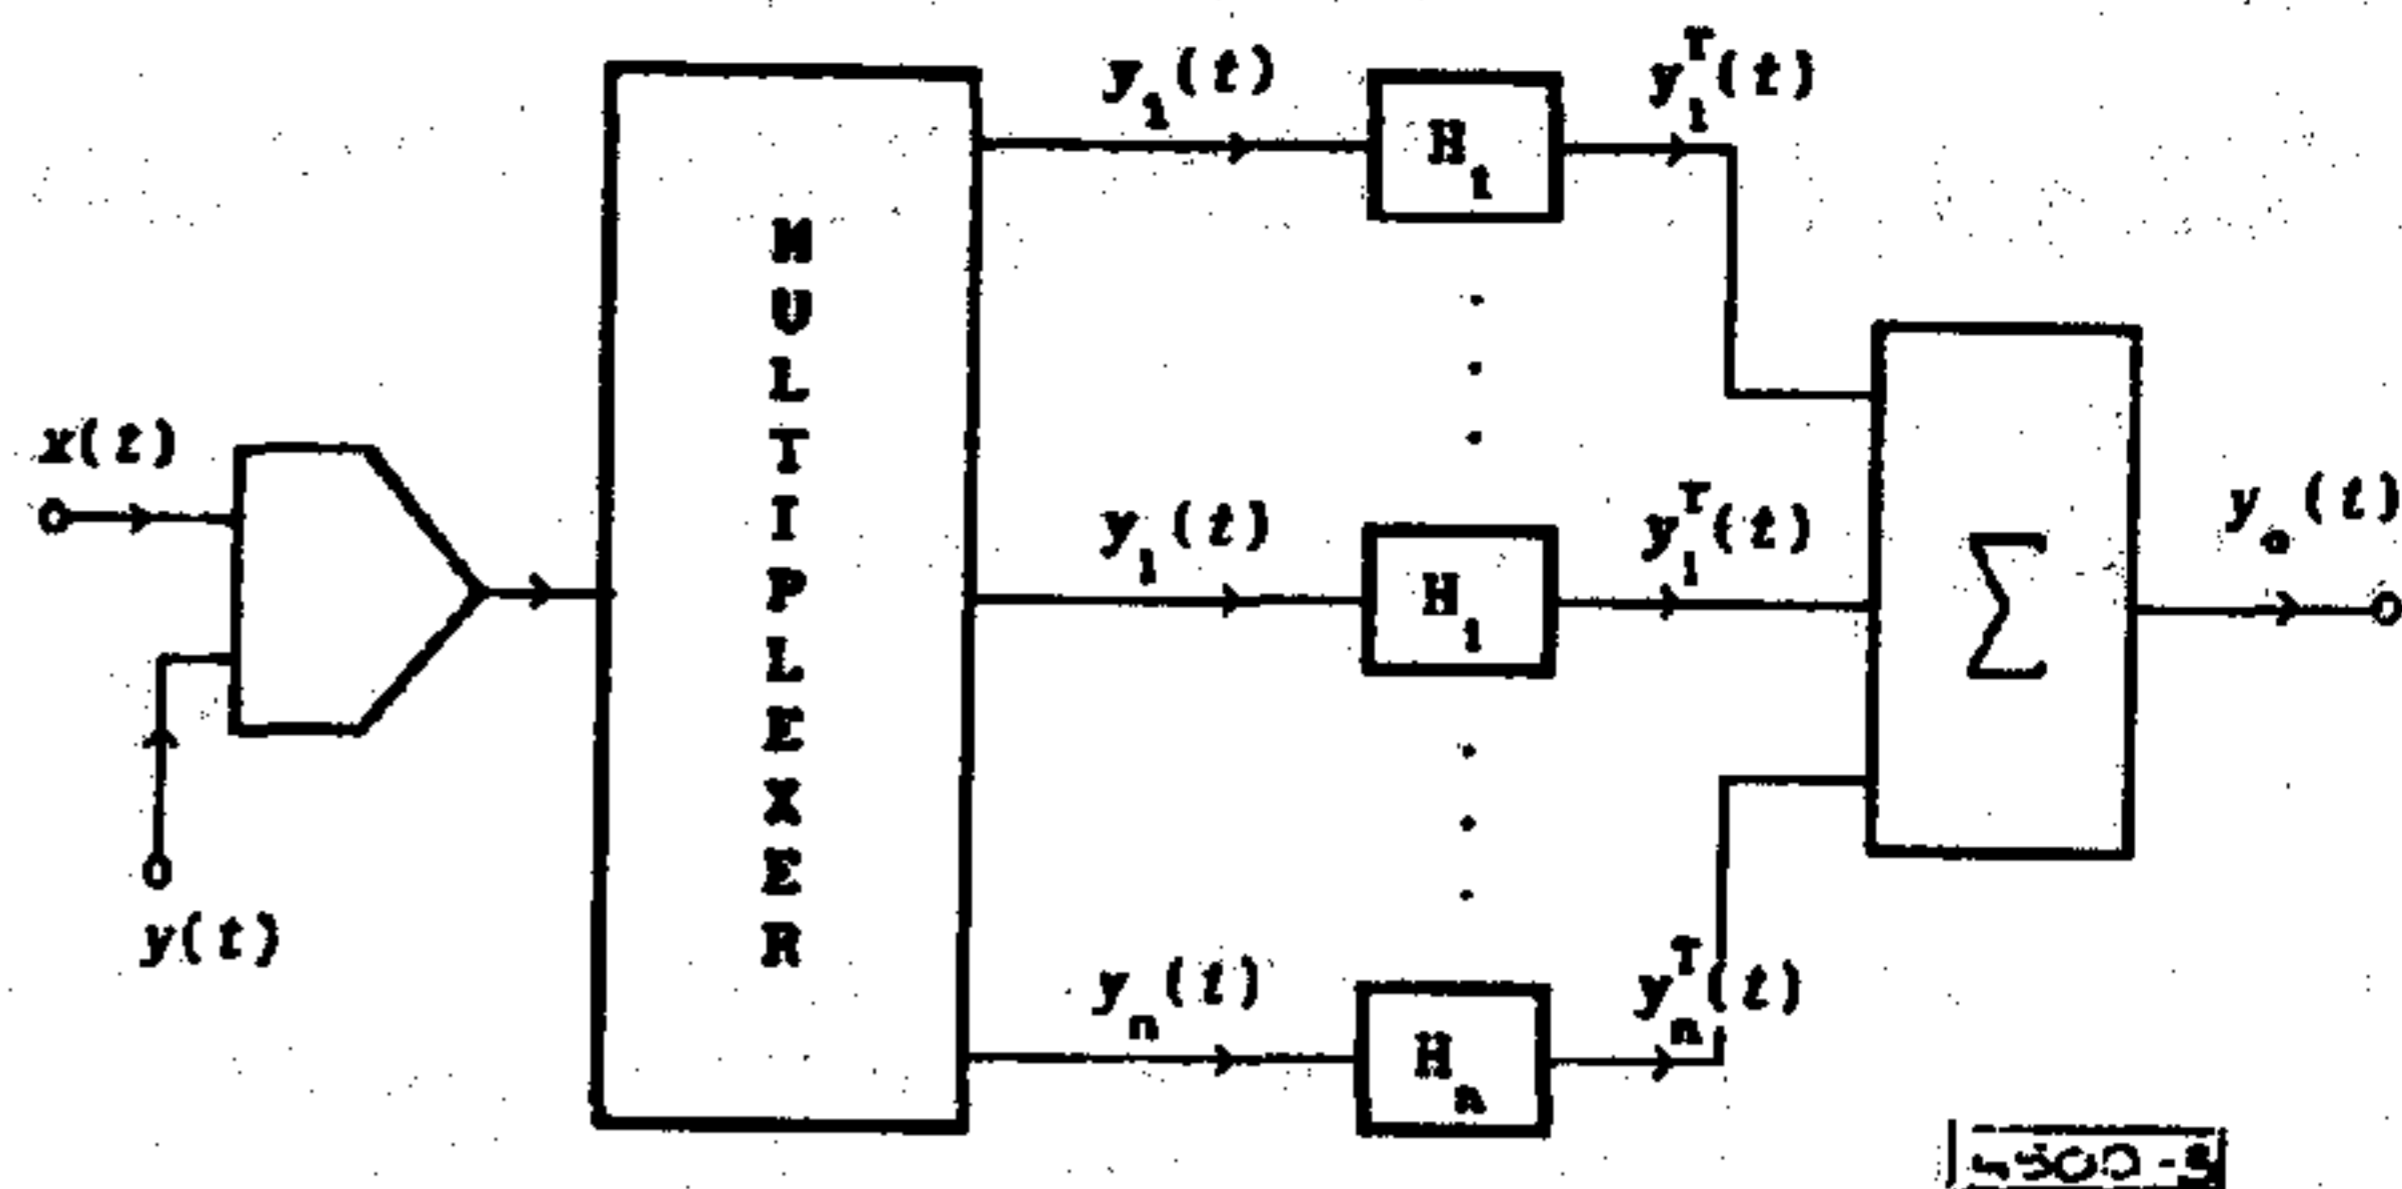 y₁(t)
H₁
y₁ᵀ(t)
MULTIPLEXER
x(t)
yᵢ(t)
Hᵢ
yᵢᵀ(t)
Σ
yₒ(t)
y(t)
yₙ(t)
Hₙ
yₙᵀ(t)